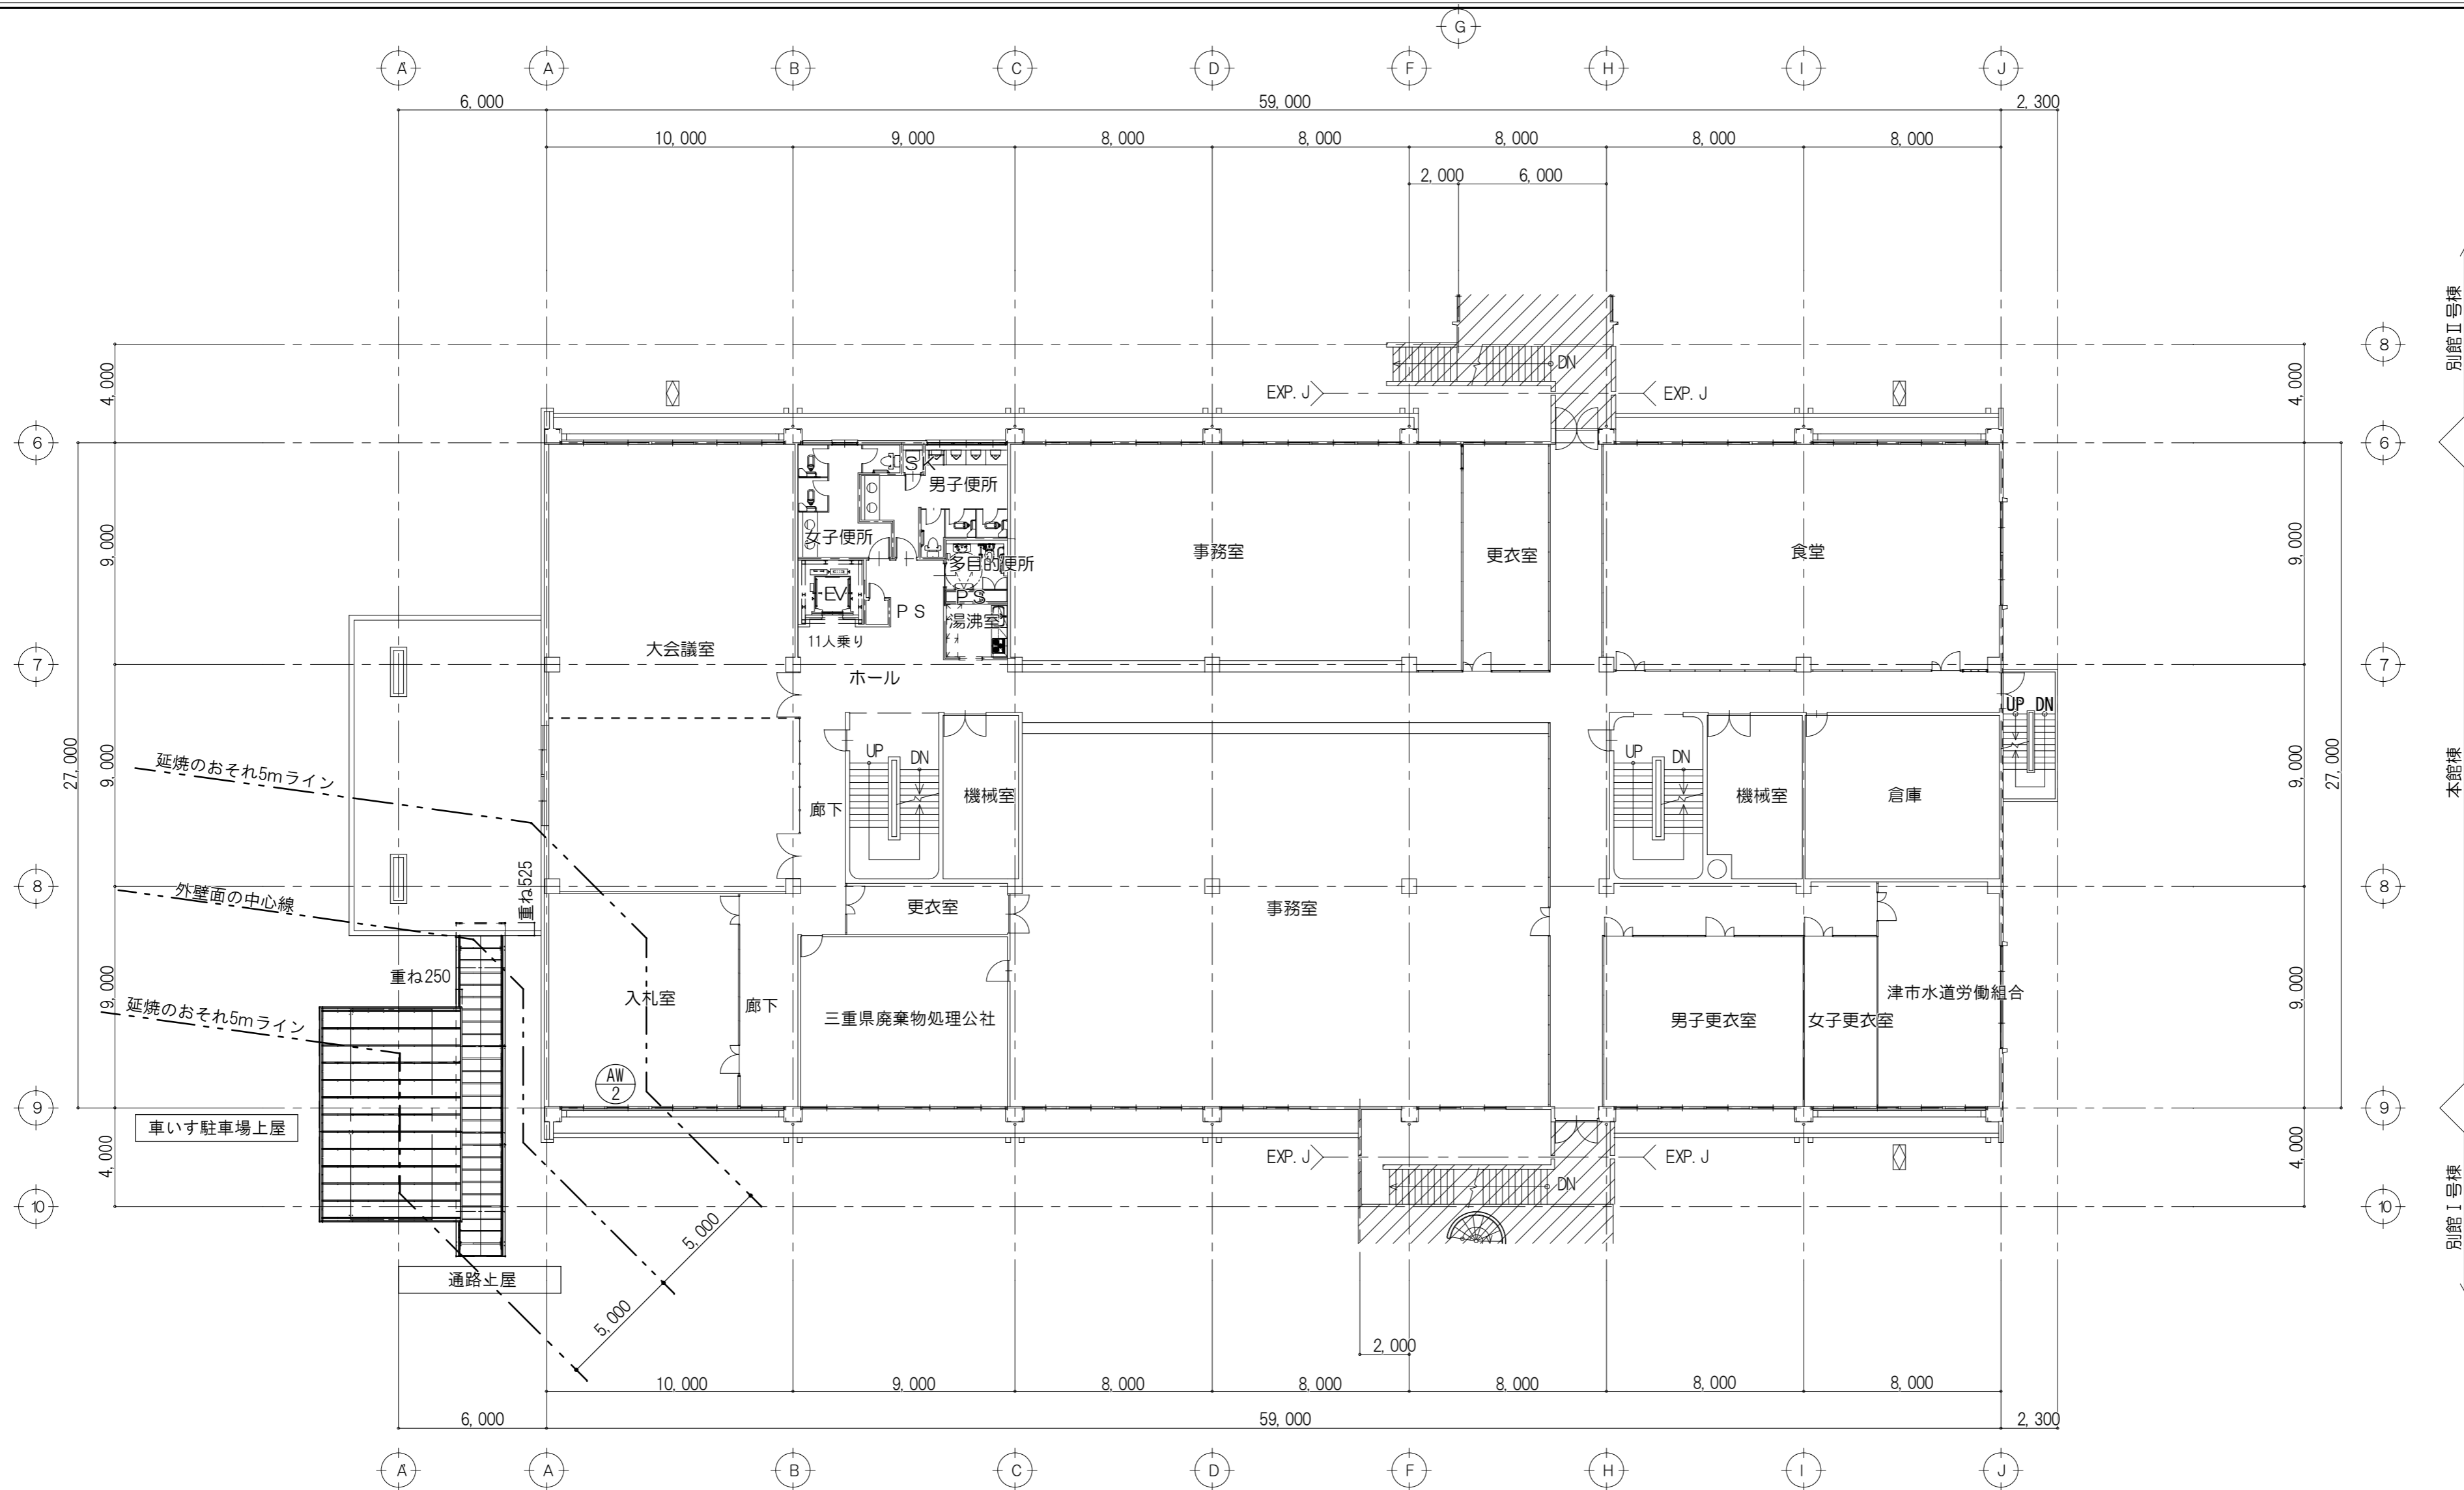 G
A' A B C D F H I J
6,000 59,000 2,300
10,000 9,000 8,000 8,000 8,000 8,000 8,000
2,000 6,000
別館Ⅱ号棟
8
4,000 4,000
DN
EXP.J EXP.J
6 6
SK
男子便所
女子便所
9,000 事務室 更衣室 食堂 9,000
多目的便所
EV PS PS
湯沸室
11人乗り
大会議室
7 7
ホール
UP DN
27,000 9,000 UP DN UP DN 9,000 27,000
延焼のおそれ5mライン
機械室 機械室 倉庫
廊下
本館棟
8 8
重ね525
外壁面の中心線
更衣室 事務室
重ね250
9,000 9,000
延焼のおそれ5mライン
入札室 廊下 津市水道労働組合
三重県廃棄物処理公社 男子更衣室 女子更衣室
AW
2
9 9
車いす駐車場上屋
4,000 4,000
EXP.J EXP.J
DN
10 10
別館Ⅰ号棟
5,000
通路上屋
5,000
2,000
10,000 9,000 8,000 8,000 8,000 8,000 8,000
6,000 59,000 2,300
A' A B C D F H I J